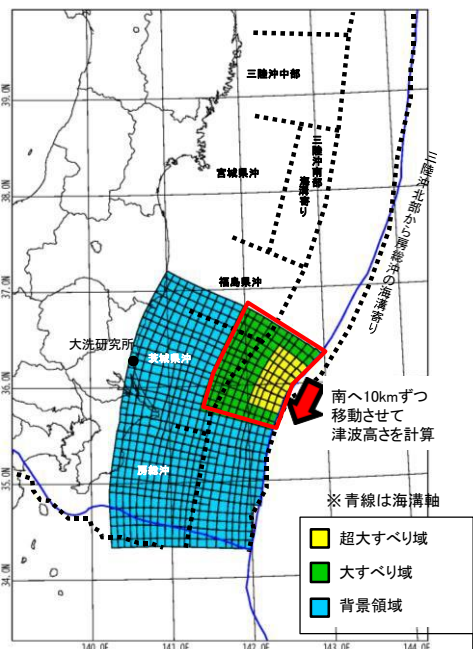 三陸沖中部
39.0N
三陸沖南部
海溝寄り
宮城県沖
38.0N
三陸沖北部から房総沖の海溝寄り
福島県沖
37.0N
大洗研究所
茨城県沖
36.0N
南へ10kmずつ
移動させて
津波高さを計算
房総沖
35.0N
※青線は海溝軸
超大すべり域
大すべり域
背景領域
34.0N
140.0E
141.0E
142.0E
143.0E
144.0E